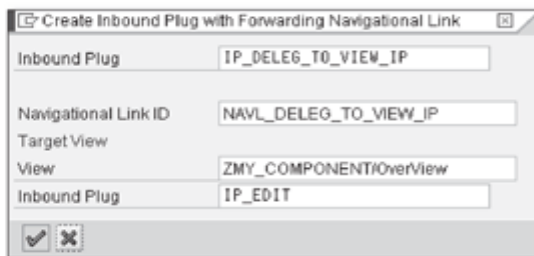 Create Inbound Plug with Forwarding Navigational Link
Inbound Plug IP_DELEG_TO_VIEW_IP
Navigational Link ID NAVL_DELEG_TO_VIEW_IP
Target View
View ZMY_COMPONENT/OverView
Inbound Plug IP_EDIT